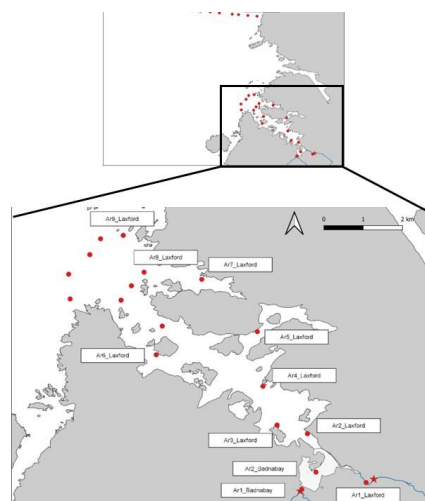 Ar9_Laxford
0 1 2 km
Ar8_Laxford
Ar7_Laxford
Ar5_Laxford
Ar6_Laxford
Ar4_Laxford
Ar3_Laxford
Ar2_Laxford
Ar2_Badnabay
Ar1_Badnabay
Ar1_Laxford